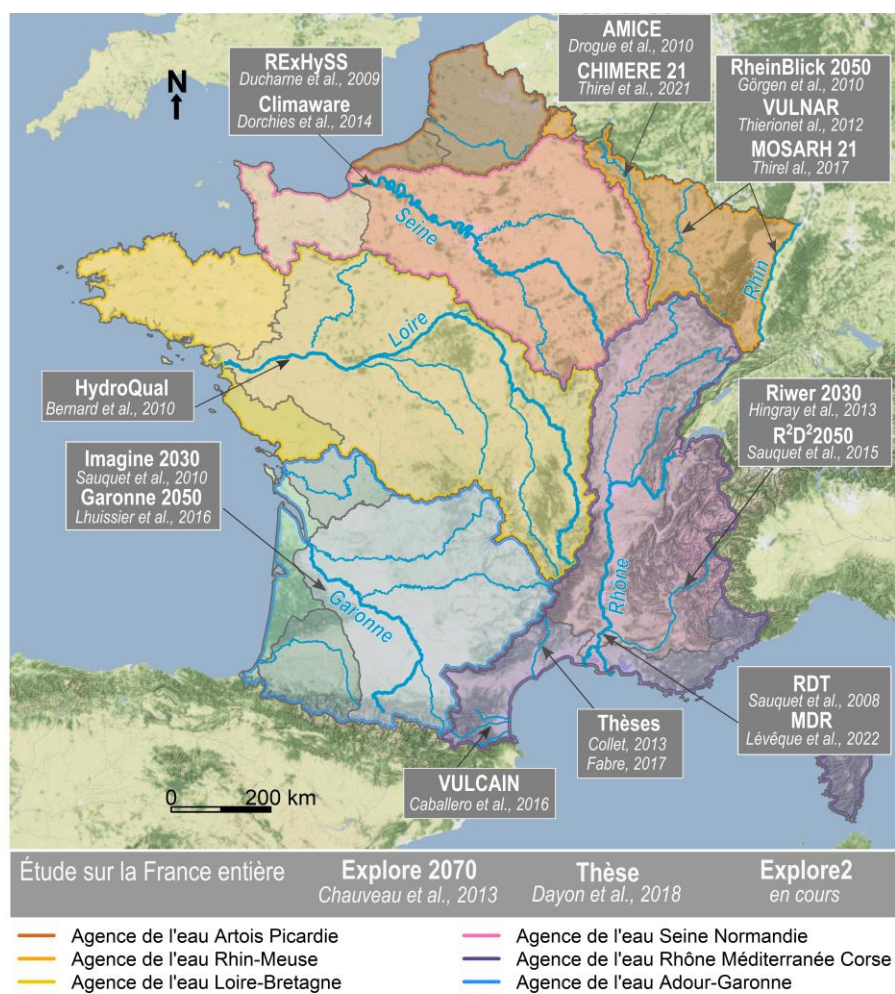 RExHySS
Ducharne et al., 2009
Climaware
Dorchies et al., 2014
AMICE
Drogue et al., 2010
CHIMERE 21
Thirel et al., 2021
RheinBlick 2050
Görgen et al., 2010
VULNAR
Thierionet al., 2012
MOSARH 21
Thirel et al., 2017
N
Seine
Rhin
Loire
HydroQual
Bernard et al., 2010
Riwer 2030
Hingray et al., 2013
R²D²2050
Sauquet et al., 2015
Imagine 2030
Sauquet et al., 2010
Garonne 2050
Lhuissier et al., 2016
Garonne
Rhône
RDT
Sauquet et al., 2008
MDR
Lévêque et al., 2022
Thèses
Collet, 2013
Fabre, 2017
VULCAIN
Caballero et al., 2016
0 200 km
Étude sur la France entière
Explore 2070
Chauveau et al., 2013
Thèse
Dayon et al., 2018
Explore2
en cours
Agence de l'eau Artois Picardie
Agence de l'eau Rhin-Meuse
Agence de l'eau Loire-Bretagne
Agence de l'eau Seine Normandie
Agence de l'eau Rhône Méditerranée Corse
Agence de l'eau Adour-Garonne